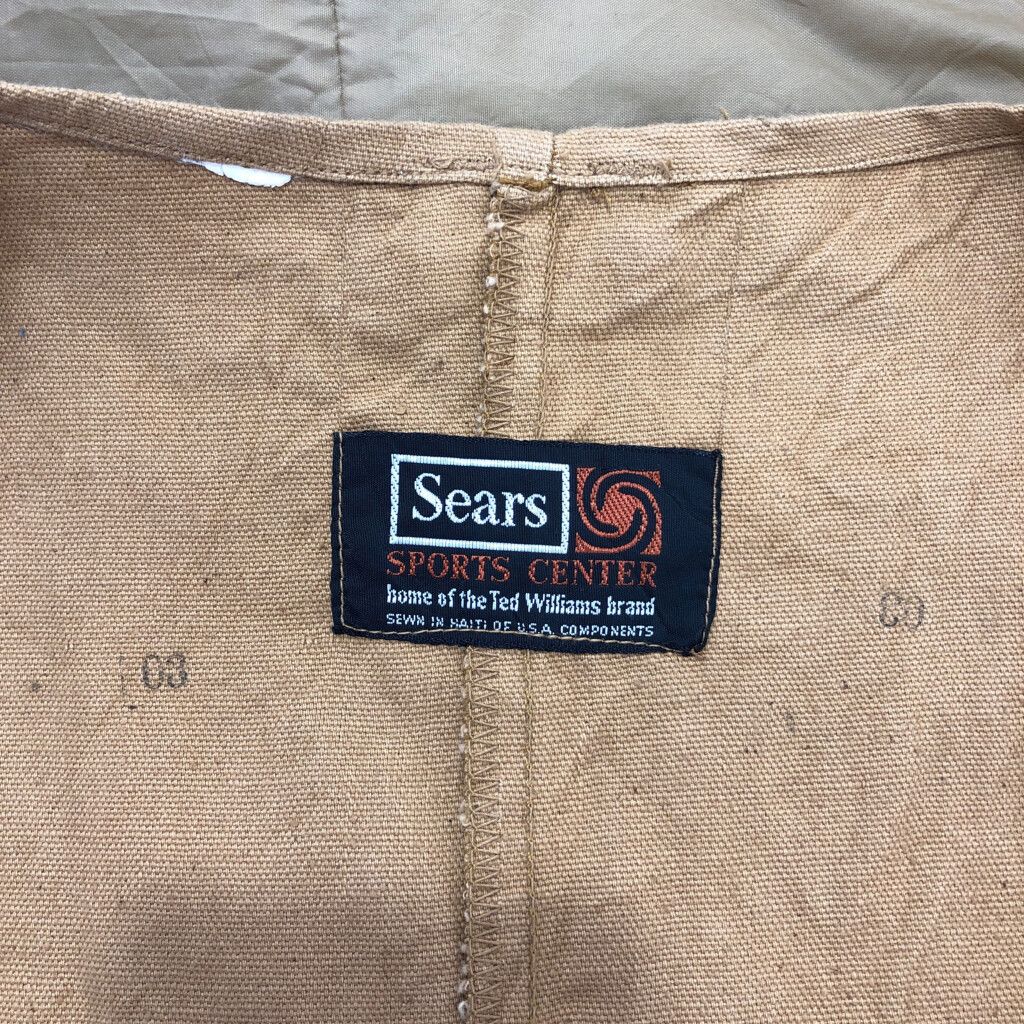 Sears
SPORTS CENTER
home of the Ted Williams brand
SEWN IN HAITI OF U.S.A. COMPONENTS